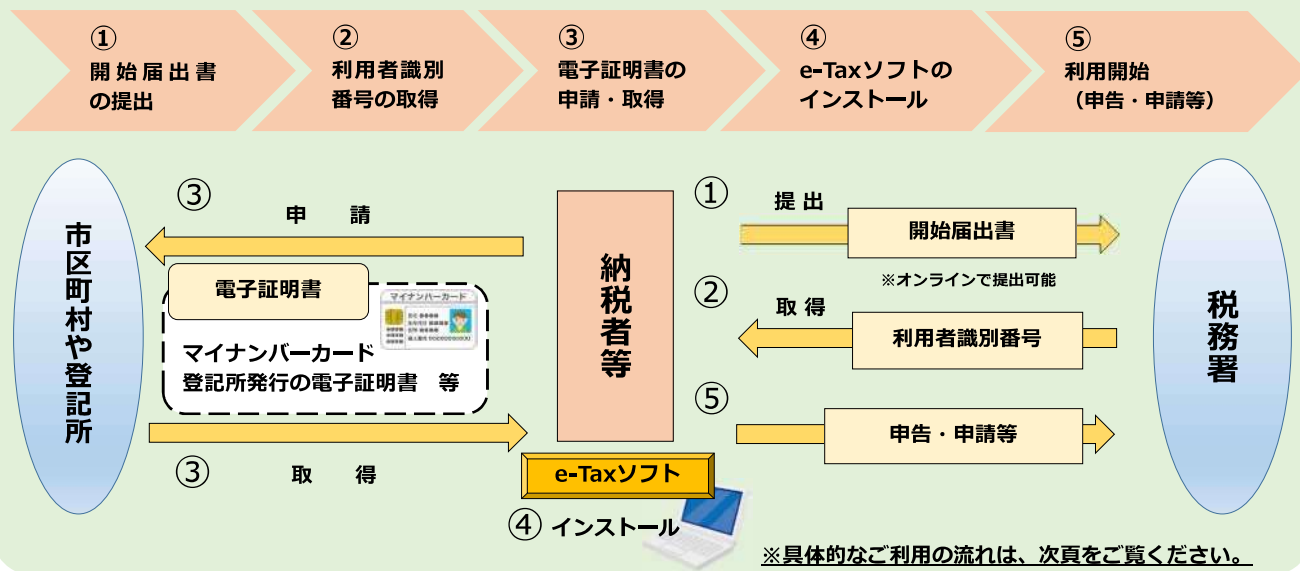 ①
開始届出書
の提出
②
利用者識別
番号の取得
③
電子証明書の
申請・取得
④
e-Taxソフトの
インストール
⑤
利用開始
（申告・申請等）
市区町村や登記所
③
申　請
電子証明書
マイナンバーカード
マイナンバーカード
登記所発行の電子証明書　等
③
取　得
納税者等
e-Taxソフト
④ インストール
①
提出
開始届出書
※オンラインで提出可能
②
取得
利用者識別番号
⑤
申告・申請等
税務署
※具体的なご利用の流れは、次頁をご覧ください。